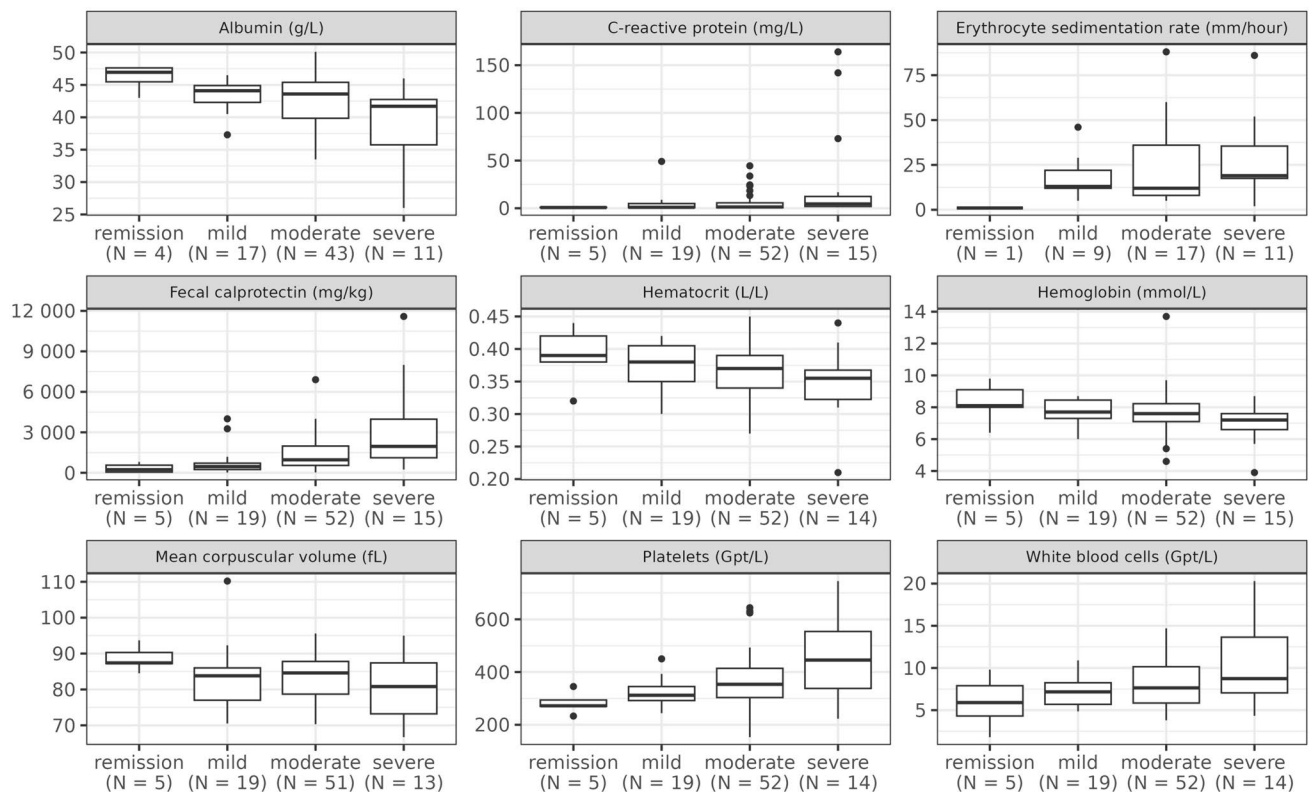 Albumin (g/L)
50
45
40
35
30
25
remission mild moderate severe
(N = 4) (N = 17) (N = 43) (N = 11)
C-reactive protein (mg/L)
150
100
50
0
remission mild moderate severe
(N = 5) (N = 19) (N = 52) (N = 15)
Erythrocyte sedimentation rate (mm/hour)
75
50
25
0
remission mild moderate severe
(N = 1) (N = 9) (N = 17) (N = 11)
Fecal calprotectin (mg/kg)
12 000
9 000
6 000
3 000
0
remission mild moderate severe
(N = 5) (N = 19) (N = 52) (N = 15)
Hematocrit (L/L)
0.45
0.40
0.35
0.30
0.25
0.20
remission mild moderate severe
(N = 5) (N = 19) (N = 52) (N = 14)
Hemoglobin (mmol/L)
14
12
10
8
6
4
remission mild moderate severe
(N = 5) (N = 19) (N = 52) (N = 15)
Mean corpuscular volume (fL)
110
100
90
80
70
remission mild moderate severe
(N = 5) (N = 19) (N = 51) (N = 13)
Platelets (Gpt/L)
600
400
200
remission mild moderate severe
(N = 5) (N = 19) (N = 52) (N = 14)
White blood cells (Gpt/L)
20
15
10
5
remission mild moderate severe
(N = 5) (N = 19) (N = 52) (N = 14)